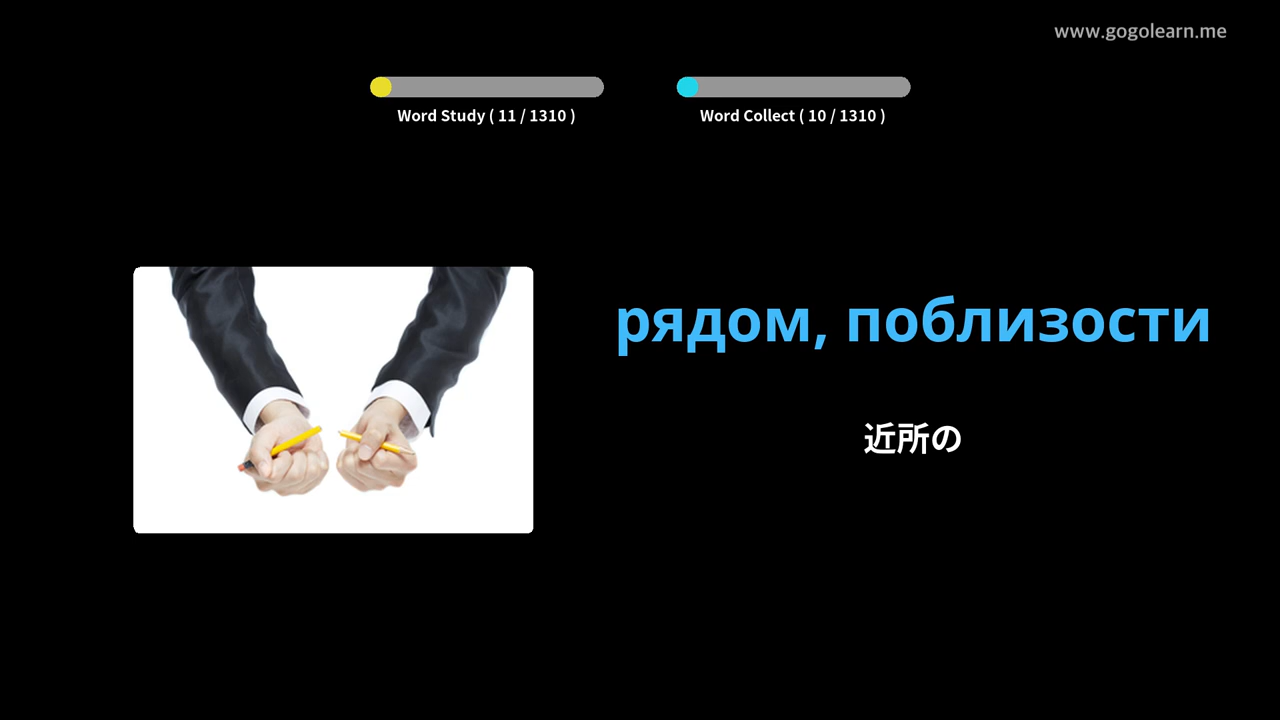 www.gogolearn.me
Word Study ( 11 / 1310 )
Word Collect ( 10 / 1310 )
рядом, поблизости
近所の